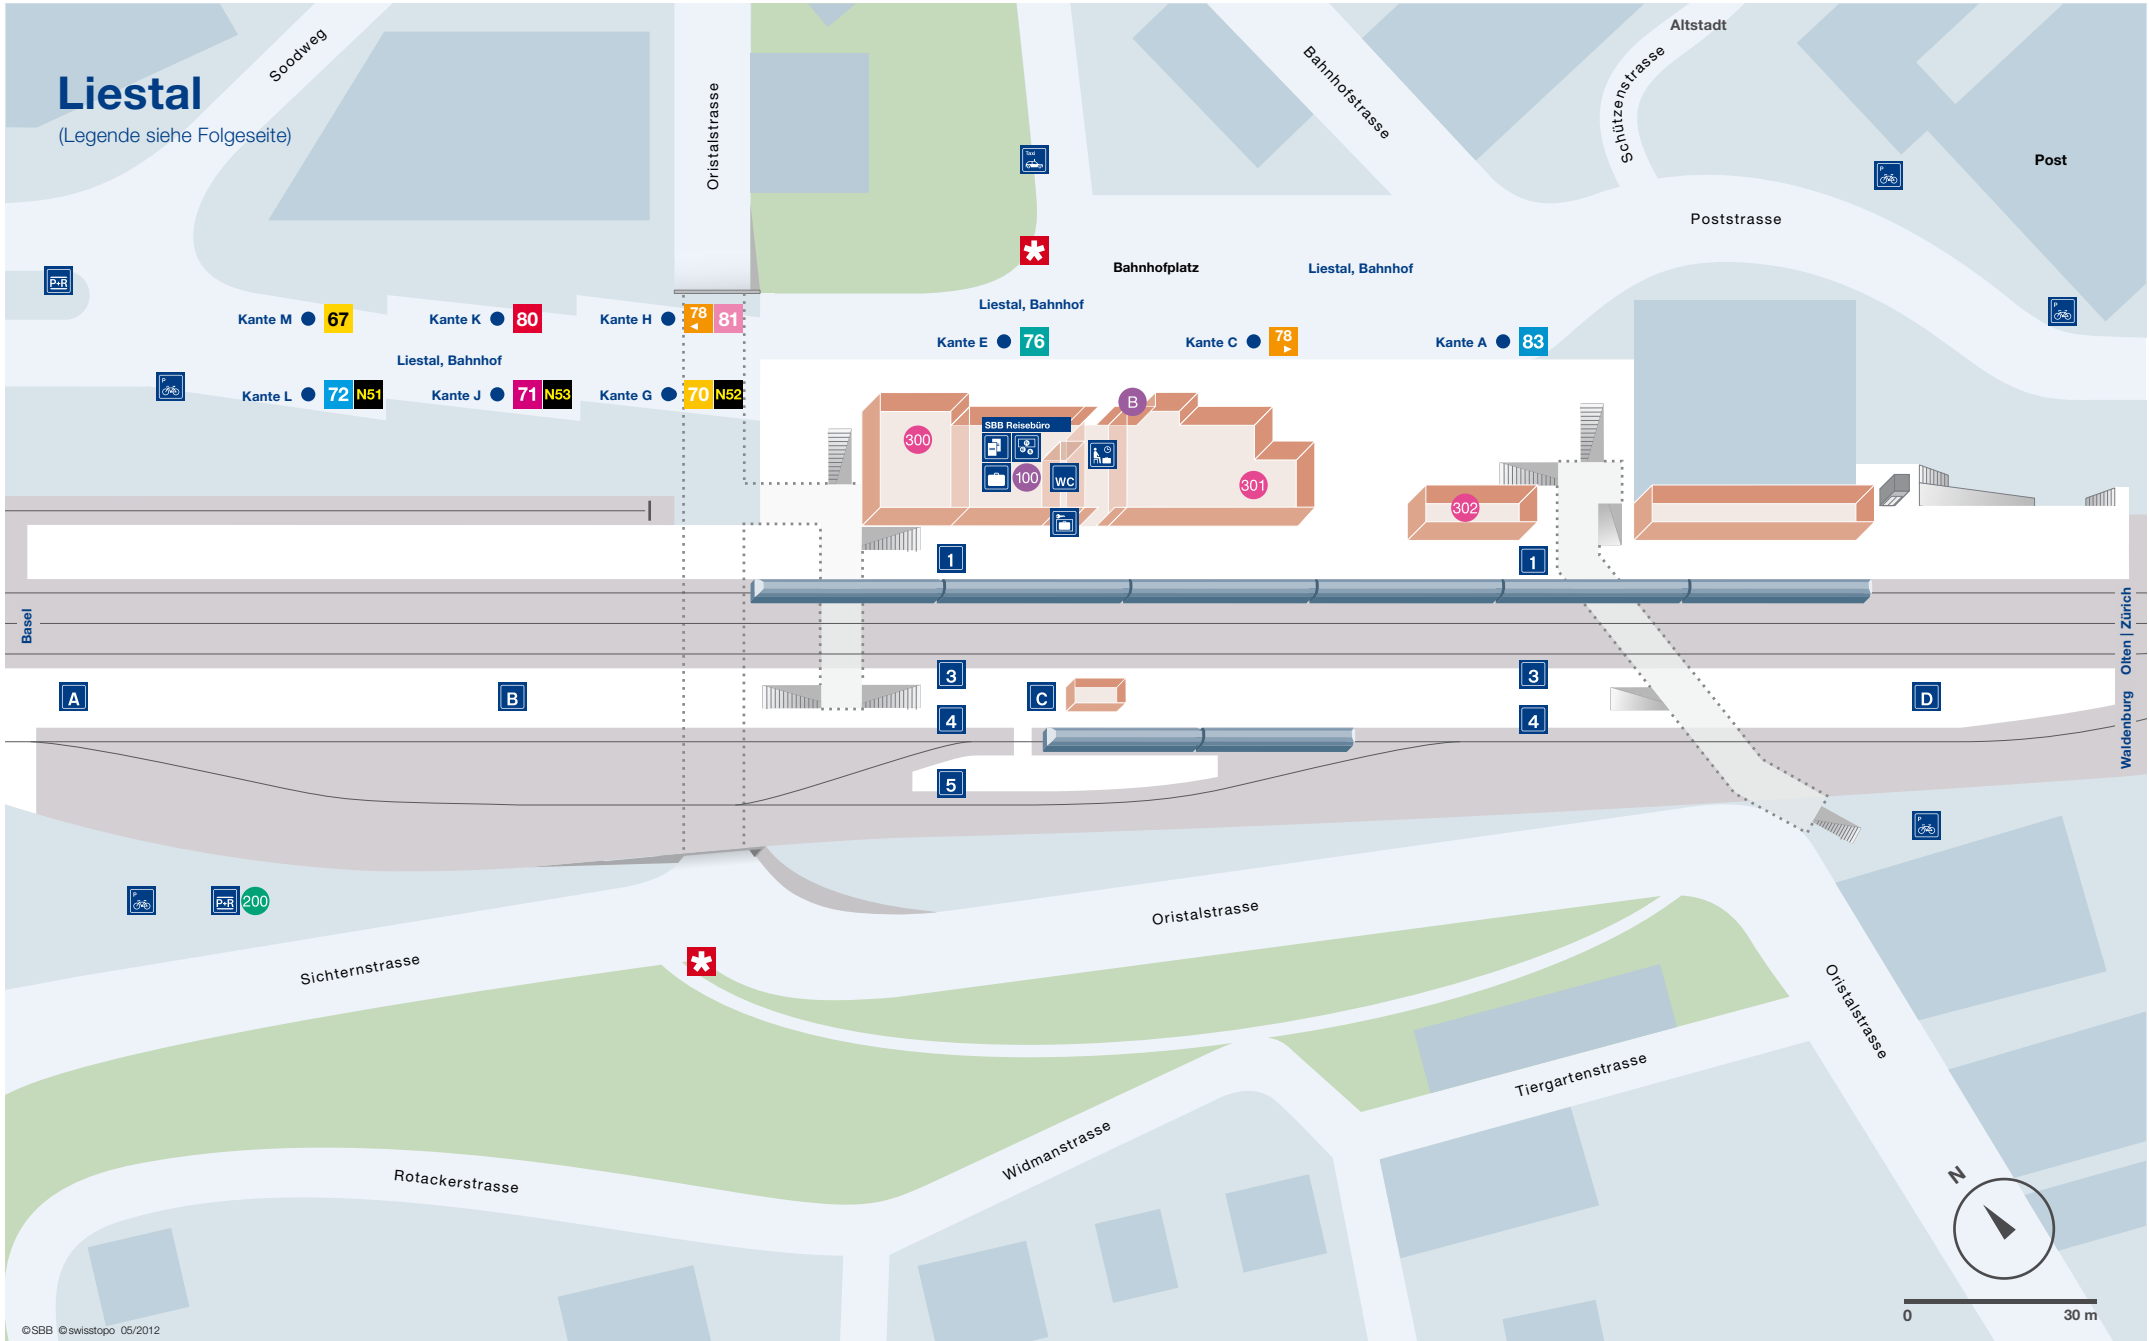 Liestal
(Legende siehe Folgeseite)
Soodweg
Oristalstrasse
Bahnhofstrasse
Altstadt
Schützenstrasse
Post
Poststrasse
Taxi
P
P
P+R
Bahnhofplatz
Liestal, Bahnhof
Liestal, Bahnhof
Kante M 67
Kante K 80
Kante H 78 81
Kante E 76
Kante C 78
Kante A 83
Liestal, Bahnhof
P
Kante L 72 N51
Kante J 71 N53
Kante G 70 N52
B
SBB Reisebüro
300
100
WC
301
302
1
1
Basel
Olten | Zürich
Waldenburg
3
3
A
B
C
D
4
4
5
P
P
P+R 200
Oristalstrasse
Sichternstrasse
Oristalstrasse
Tiergartenstrasse
Widmanstrasse
Rotackerstrasse
N
0 30 m
©SBB ©swisstopo 05/2012